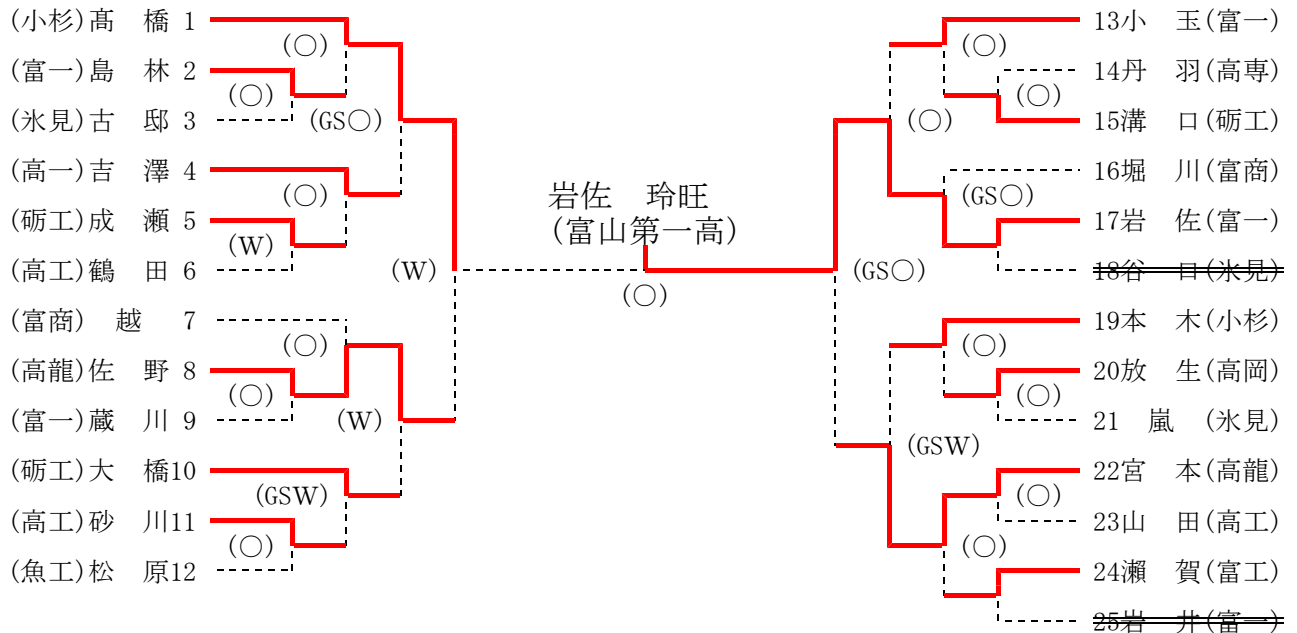 (小杉)髙　橋 1
(○)
(富一)島　林 2
(○)
(氷見)古　邸 3
(GS○)
(高一)吉　澤 4
(○)
(砺工)成　瀬 5
(W)
(高工)鶴　田 6
(W)
(富商)　越　 7
(○)
(高龍)佐　野 8
(○)
(富一)蔵　川 9
(W)
(砺工)大　橋10
(GSW)
(高工)砂　川11
(○)
(魚工)松　原12
岩佐　玲旺
(富山第一高)
(○)
13小　玉(富一)
(○)
14丹　羽(高専)
(○)
15溝　口(砺工)
(○)
16堀　川(富商)
(GS○)
17岩　佐(富一)
18谷　口(氷見)
(GS○)
19本　木(小杉)
(○)
20放　生(高岡)
(○)
21　嵐　(氷見)
(GSW)
22宮　本(高龍)
(○)
23山　田(高工)
(○)
24瀬　賀(富工)
25岩　井(富一)